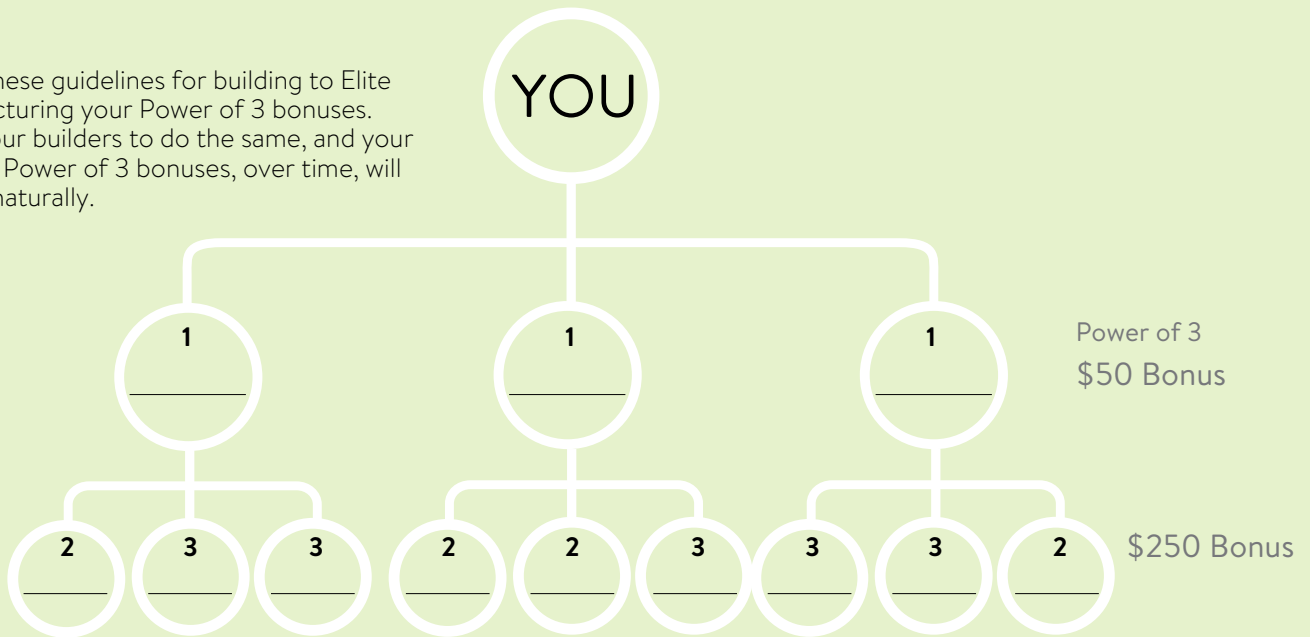 hese guidelines for building to Elite
cturing your Power of 3 bonuses.
our builders to do the same, and your
Power of 3 bonuses, over time, will
naturally.
YOU
1
1
1
Power of 3
$50 Bonus
2
3
3
2
2
3
3
3
2
$250 Bonus